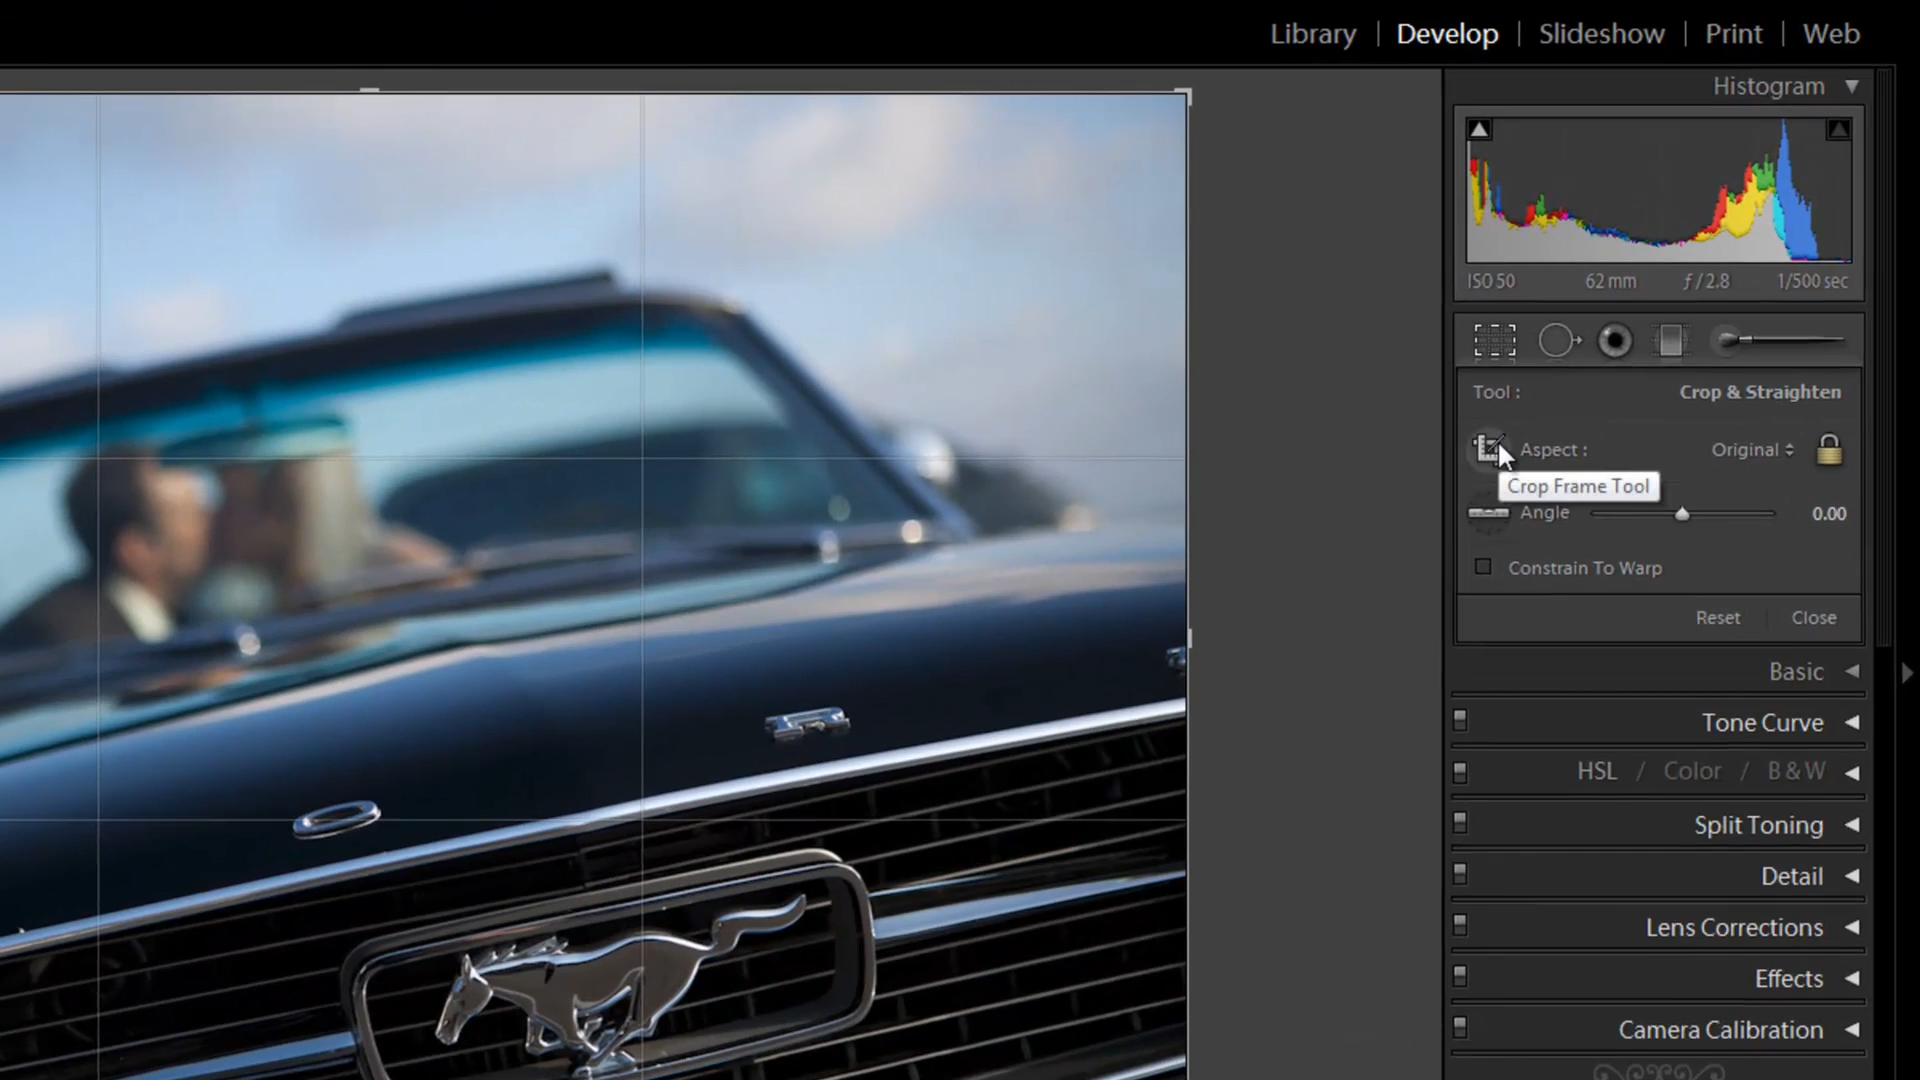 Library | Develop | Slideshow | Print | Web
Histogram
ISO 50 62 mm ƒ / 2.8 1/500 sec
Tool : Crop & Straighten
Aspect : Original
Crop Frame Tool
Angle 0.00
Constrain To Warp
Reset Close
Basic
Tone Curve
HSL / Color / B & W
Split Toning
Detail
Lens Corrections
Effects
Camera Calibration